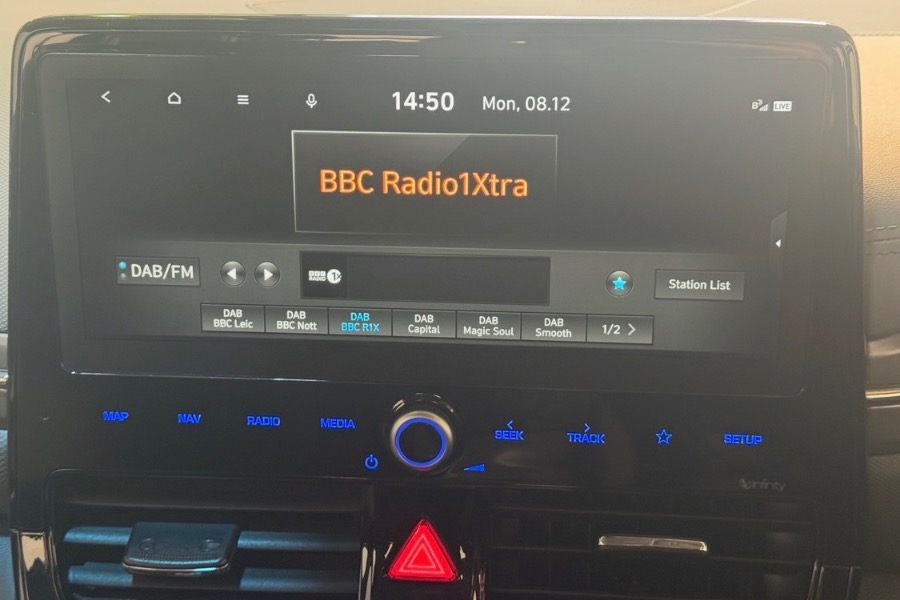 14:50 Mon, 08.12
LIVE
BBC Radio1Xtra
DAB/FM
BBC
RADIO 1X
Station List
DAB
BBC Leic
DAB
BBC Nott
DAB
BBC R1X
DAB
Capital
DAB
Magic Soul
DAB
Smooth
1/2
MAP
NAV
RADIO
MEDIA
SEEK
TRACK
SETUP
Infinity